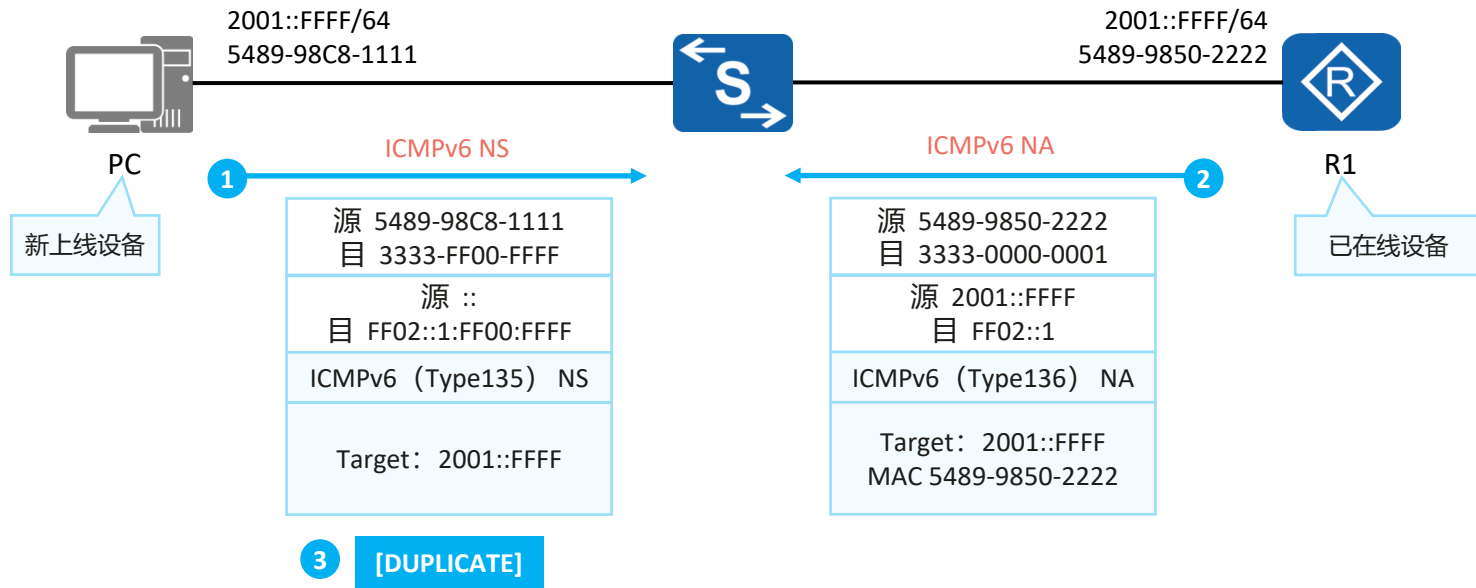 2001::FFFF/64
5489-98C8-1111
2001::FFFF/64
5489-9850-2222
S
R
PC
R1
新上线设备
已在线设备
ICMPv6 NS
1
源 5489-98C8-1111
目 3333-FF00-FFFF
源 ::
目 FF02::1:FF00:FFFF
ICMPv6（Type135） NS
Target：2001::FFFF
ICMPv6 NA
2
源 5489-9850-2222
目 3333-0000-0001
源 2001::FFFF
目 FF02::1
ICMPv6（Type136） NA
Target：2001::FFFF
MAC 5489-9850-2222
3 [DUPLICATE]